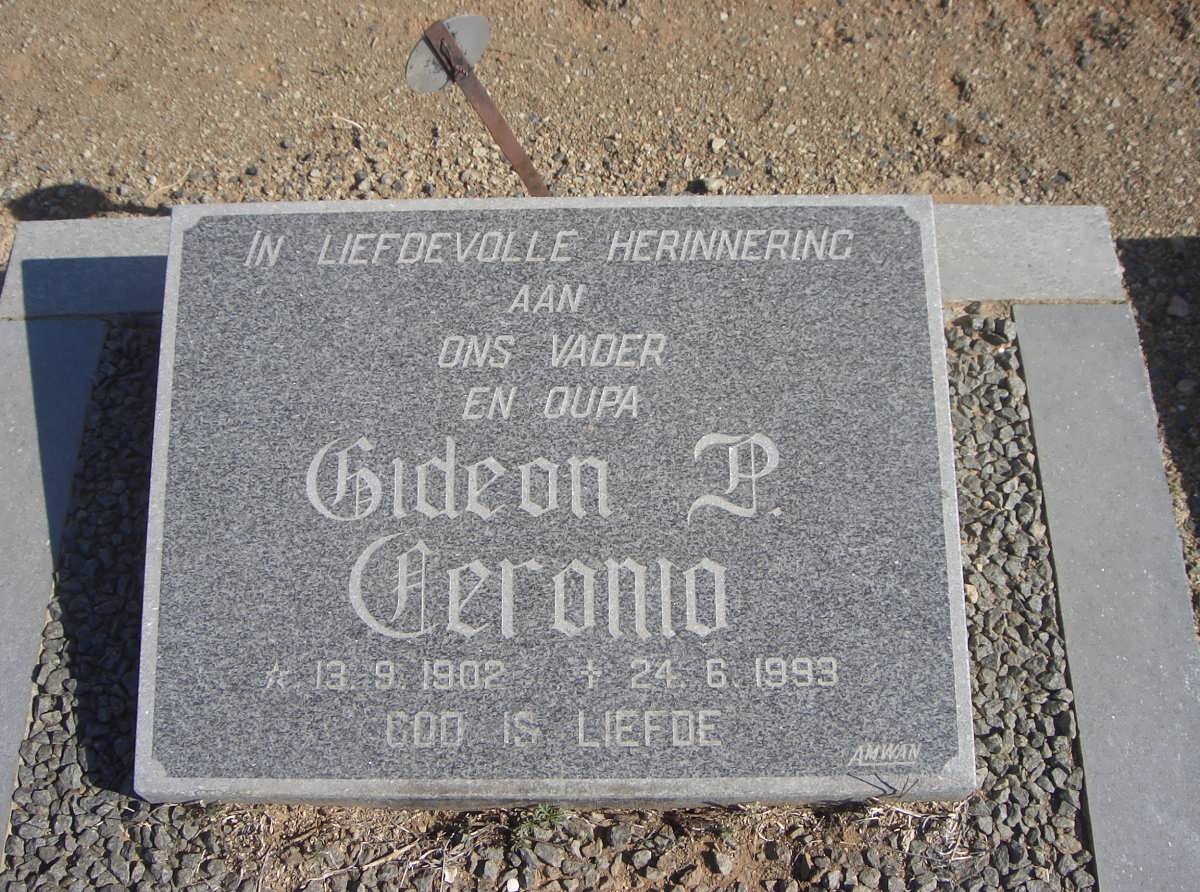 IN LIEFDEVOLLE HERINNERING
AAN
ONS VADER
EN OUPA
Gideon P.
Ceronio
☆ 13.9.1902 + 24.6.1993
GOD IS LIEFDE
AMWAN